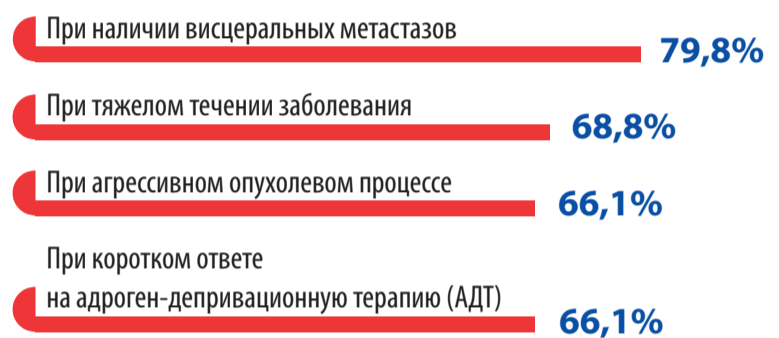 При наличии висцеральных метастазов
79,8%
При тяжелом течении заболевания
68,8%
При агрессивном опухолевом процессе
66,1%
При коротком ответе
на адроген-депривационную терапию (АДТ)
66,1%